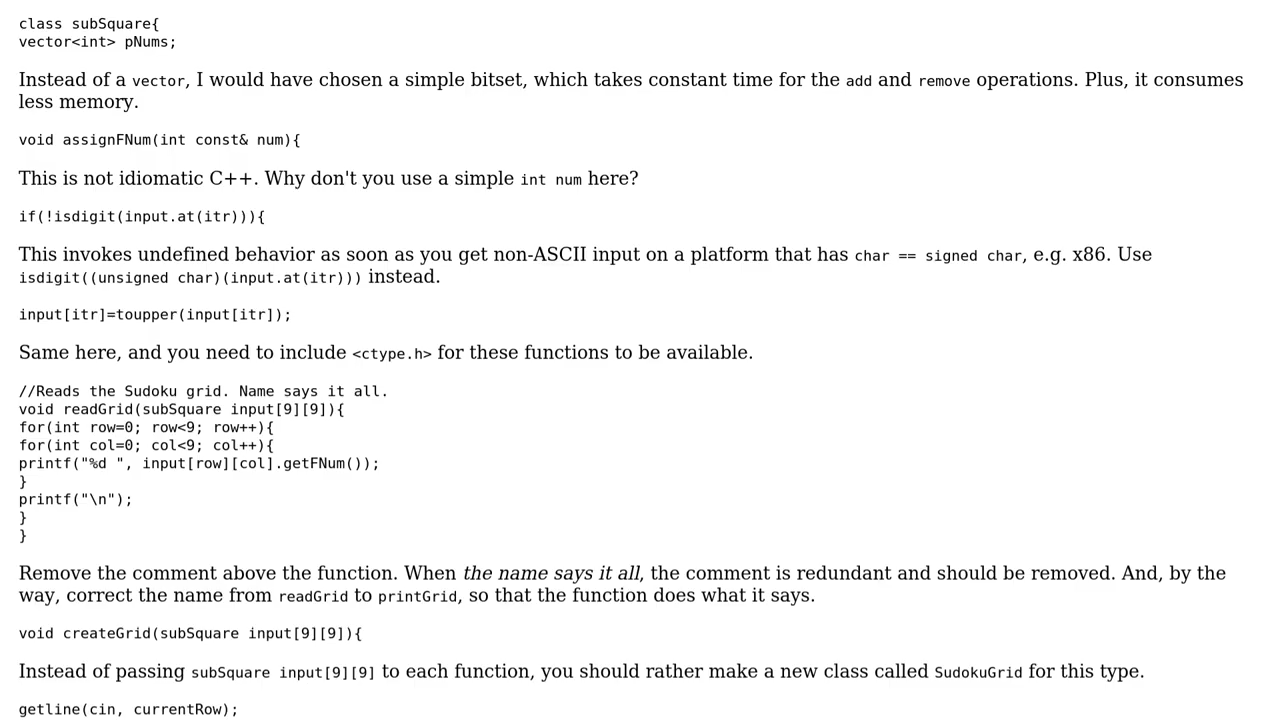 class subSquare{
vector<int> pNums;
Instead of a vector, I would have chosen a simple bitset, which takes constant time for the add and remove operations. Plus, it consumes
less memory.
void assignFNum(int const& num){
This is not idiomatic C++. Why don't you use a simple int num here?
if(!isdigit(input.at(itr))){
This invokes undefined behavior as soon as you get non-ASCII input on a platform that has char == signed char, e.g. x86. Use
isdigit((unsigned char)(input.at(itr))) instead.
input[itr]=toupper(input[itr]);
Same here, and you need to include <ctype.h> for these functions to be available.
//Reads the Sudoku grid. Name says it all.
void readGrid(subSquare input[9][9]){
for(int row=0; row<9; row++){
for(int col=0; col<9; col++){
printf("%d ", input[row][col].getFNum());
}
printf("\n");
}
}
Remove the comment above the function. When the name says it all, the comment is redundant and should be removed. And, by the
way, correct the name from readGrid to printGrid, so that the function does what it says.
void createGrid(subSquare input[9][9]){
Instead of passing subSquare input[9][9] to each function, you should rather make a new class called SudokuGrid for this type.
getline(cin, currentRow);